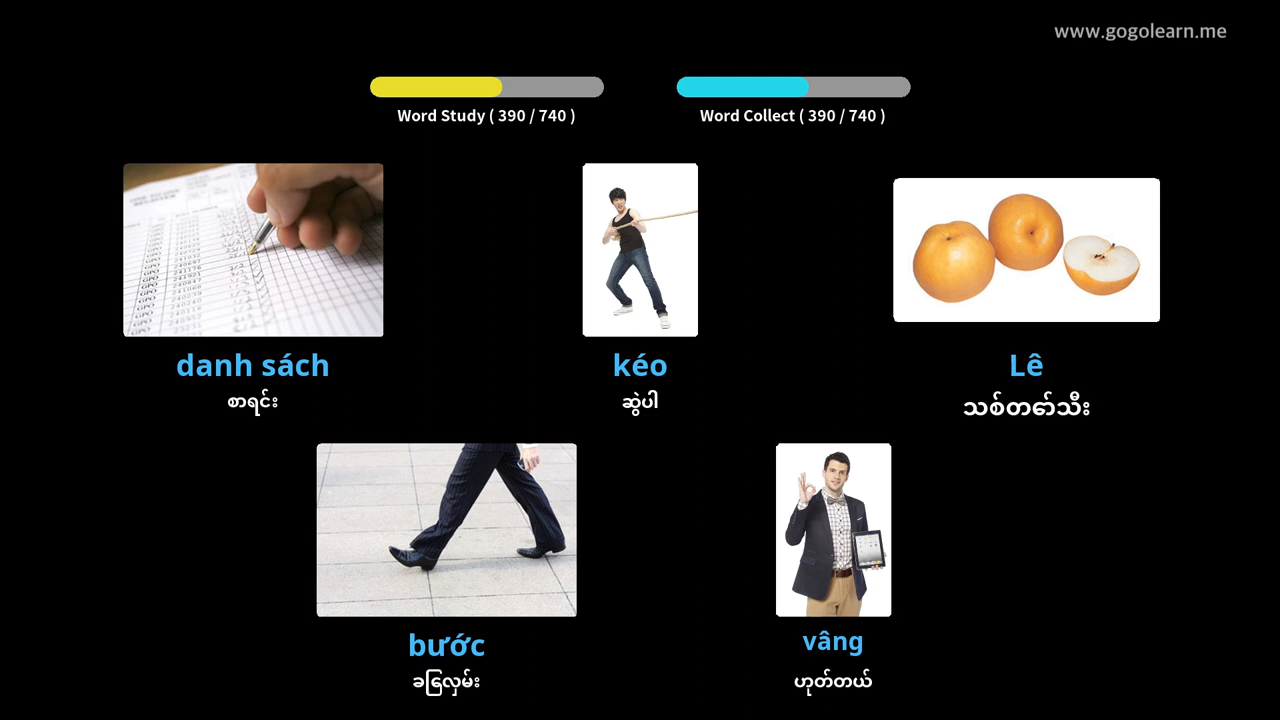 www.gogolearn.me
Word Study ( 390 / 740 )
Word Collect ( 390 / 740 )
danh sách
kéo
Lê
စာရင်း
ဆွဲပါ
သစ်တော်သီး
bước
vâng
ခြေလှမ်း
ဟုတ်တယ်